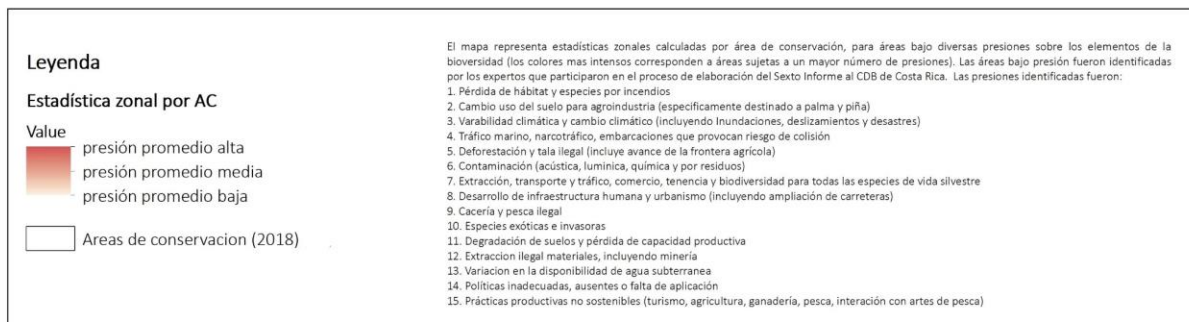 Leyenda
Estadística zonal por AC
Value
presión promedio alta
presión promedio media
presión promedio baja
Areas de conservacion (2018)
El mapa representa estadísticas zonales calculadas por área de conservación, para áreas bajo diversas presiones sobre los elementos de la
bioversidad (los colores mas intensos corresponden a áreas sujetas a un mayor número de presiones). Las áreas bajo presión fueron identificadas
por los expertos que participaron en el proceso de elaboración del Sexto Informe al CDB de Costa Rica. Las presiones identificadas fueron:
1. Pérdida de hábitat y especies por incendios
2. Cambio uso del suelo para agroindustria (especificamente destinado a palma y piña)
3. Varabilidad climática y cambio climático (incluyendo Inundaciones, deslizamientos y desastres)
4. Tráfico marino, narcotráfico, embarcaciones que provocan riesgo de colisión
5. Deforestación y tala ilegal (incluye avance de la frontera agrícola)
6. Contaminación (acústica, luminica, química y por residuos)
7. Extracción, transporte y tráfico, comercio, tenencia y biodiversidad para todas las especies de vida silvestre
8. Desarrollo de infraestructura humana y urbanismo (incluyendo ampliación de carreteras)
9. Cacería y pesca ilegal
10. Especies exóticas e invasoras
11. Degradación de suelos y pérdida de capacidad productiva
12. Extraccion ilegal materiales, incluyendo minería
13. Variacion en la disponibilidad de agua subterranea
14. Políticas inadecuadas, ausentes o falta de aplicación
15. Prácticas productivas no sostenibles (turismo, agricultura, ganadería, pesca, interación con artes de pesca)